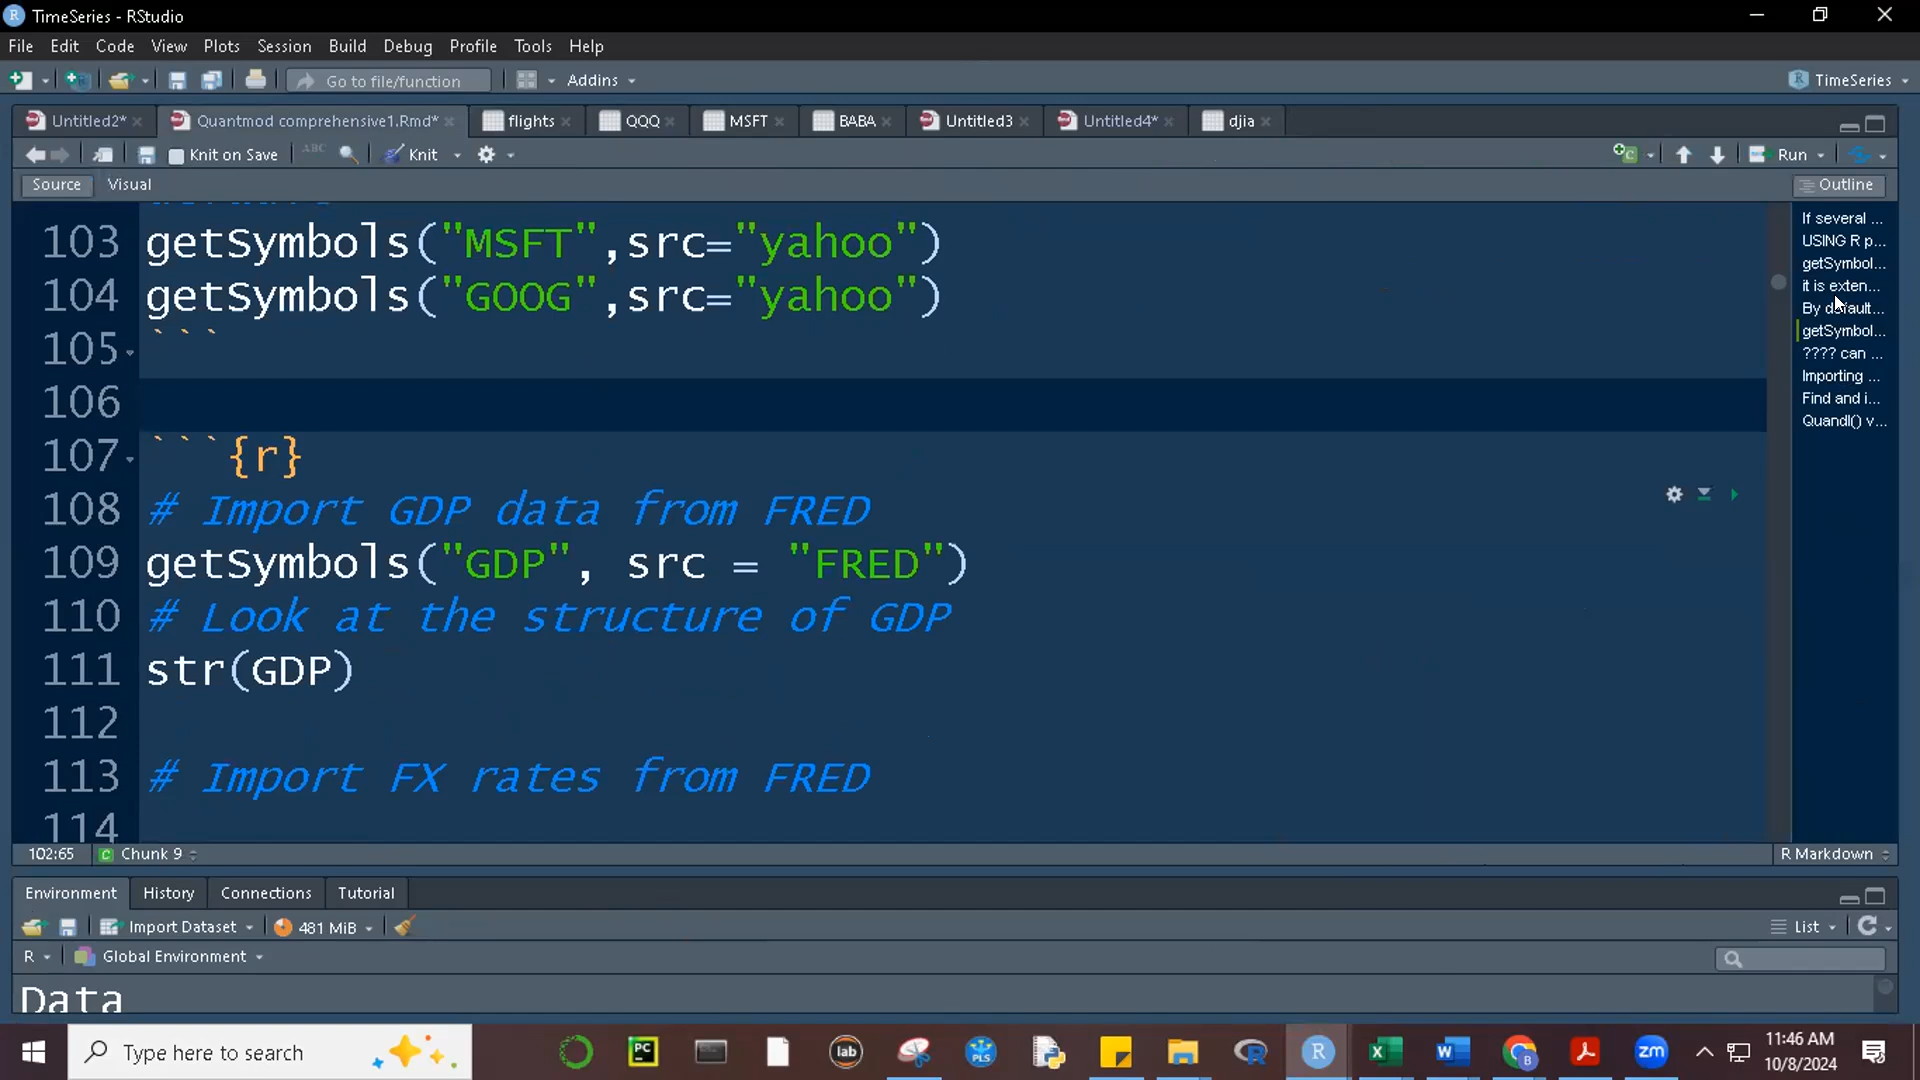 TimeSeries - RStudio
File Edit Code View Plots Session Build Debug Profile Tools Help
Go to file/function Addins TimeSeries
Untitled2* Quantmod comprehensive1.Rmd* flights QQQ MSFT BABA Untitled3 Untitled4* djia
Knit on Save ABC Knit Run
Source Visual Outline
103 getSymbols("MSFT",src="yahoo")
104 getSymbols("GOOG",src="yahoo")
105 ```
106
107 ```{r}
108 # Import GDP data from FRED
109 getSymbols("GDP", src = "FRED")
110 # Look at the structure of GDP
111 str(GDP)
112
113 # Import FX rates from FRED
114
If several ...
USING R p...
getSymbol...
it is exten...
By default...
getSymbol...
???? can ...
Importing ...
Find and i...
Quandl() v...
102:65 Chunk 9 R Markdown
Environment History Connections Tutorial
Import Dataset 481 MiB List
R Global Environment
Data
Type here to search
PC
lab
PLS
R
R
W
zm
11:46 AM
10/8/2024